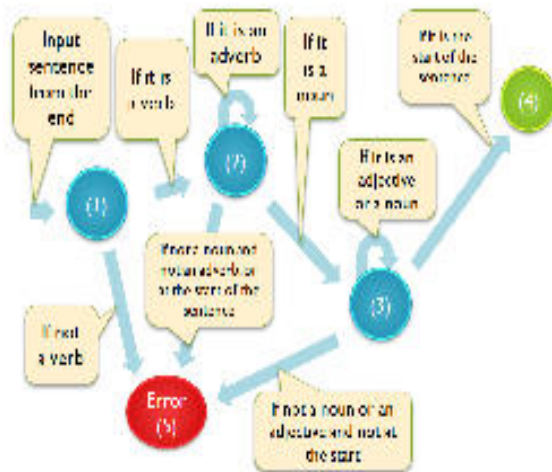 Input
sentence
from the
end
If it is
a verb
If it is an
adverb
If it
is a
noun
If it is the
start of the
sentence
(4)
(1)
(2)
If it is an
adjective
or a noun
(3)
If not a noun and
not an adverb, or
at the start of the
sentence
If not
a verb
Error
(5)
If not a noun or an
adjective and not at
the start